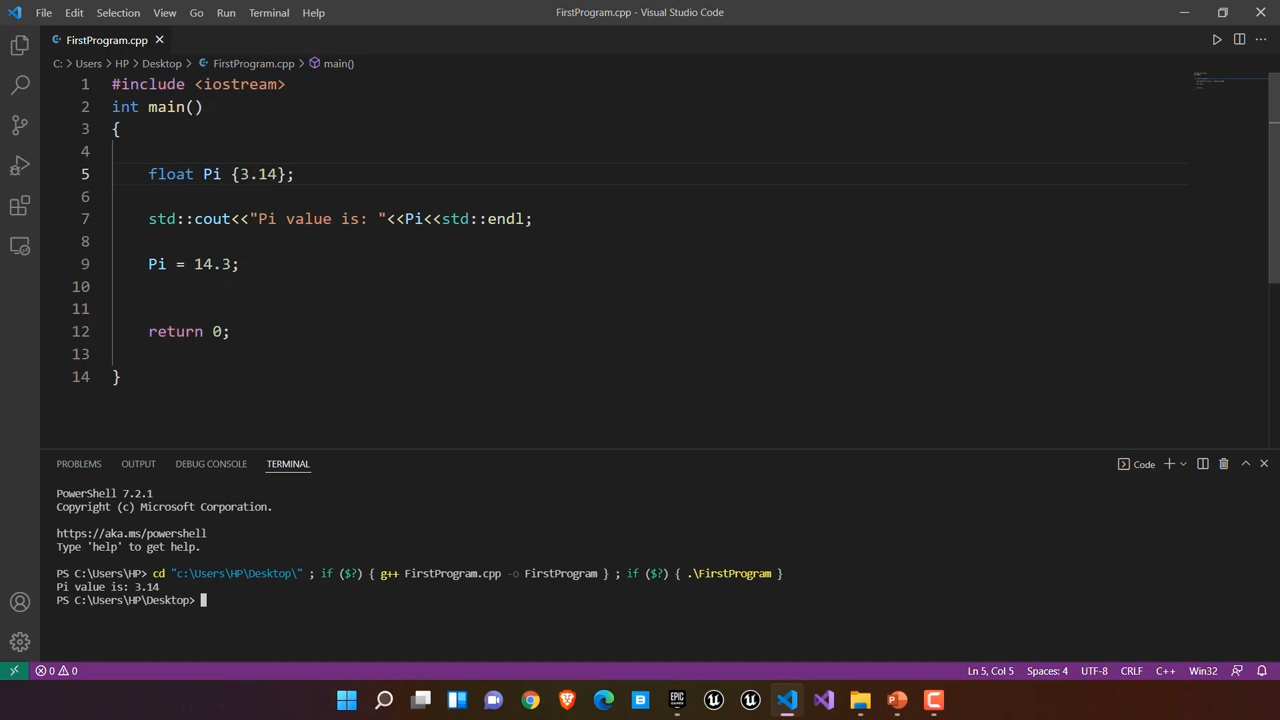 File Edit Selection View Go Run Terminal Help FirstProgram.cpp - Visual Studio Code
FirstProgram.cpp
C: > Users > HP > Desktop > FirstProgram.cpp > main()
1 #include <iostream>
2 int main()
3 {
4
5 float Pi {3.14};
6
7 std::cout<<"Pi value is: "<<Pi<<std::endl;
8
9 Pi = 14.3;
10
11
12 return 0;
13
14 }
PROBLEMS OUTPUT DEBUG CONSOLE TERMINAL Code
PowerShell 7.2.1
Copyright (c) Microsoft Corporation.
https://aka.ms/powershell
Type 'help' to get help.
PS C:\Users\HP> cd "c:\Users\HP\Desktop\" ; if ($?) { g++ FirstProgram.cpp -o FirstProgram } ; if ($?) { .\FirstProgram }
Pi value is: 3.14
PS C:\Users\HP\Desktop>
0 0 Ln 5, Col 5 Spaces: 4 UTF-8 CRLF C++ Win32
EPIC